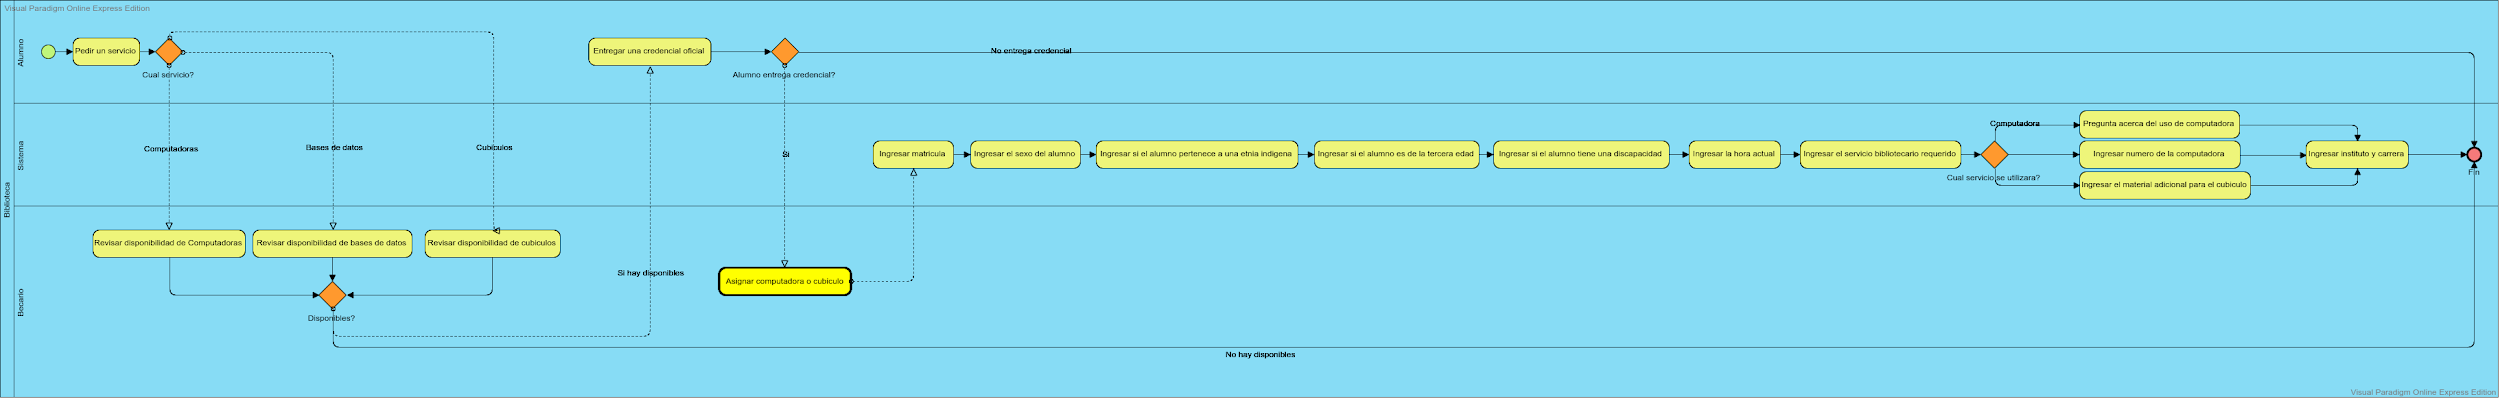 Visual Paradigm Online Express Edition
Biblioteca
Alumno
Pedir un servicio
Cual servicio?
Entregar una credencial oficial
Alumno entrega credencial?
No entrega credencial
Sistema
Computadoras
Bases de datos
Cubículos
Si
Ingresar matricula
Ingresar el sexo del alumno
Ingresar si el alumno pertenece a una etnia indigena
Ingresar si el alumno es de la tercera edad
Ingresar si el alumno tiene una discapacidad
Ingresar la hora actual
Ingresar el servicio bibliotecario requerido
Cual servicio se utilizara?
Computadora
Pregunta acerca del uso de computadora
Ingresar numero de la computadora
Ingresar el material adicional para el cubiculo
Ingresar instituto y carrera
Fin
Becario
Revisar disponibilidad de Computadoras
Revisar disponibilidad de bases de datos
Revisar disponibilidad de cubiculos
Disponibles?
Si hay disponibles
Asignar computadora o cubiculo
No hay disponibles
Visual Paradigm Online Express Edition